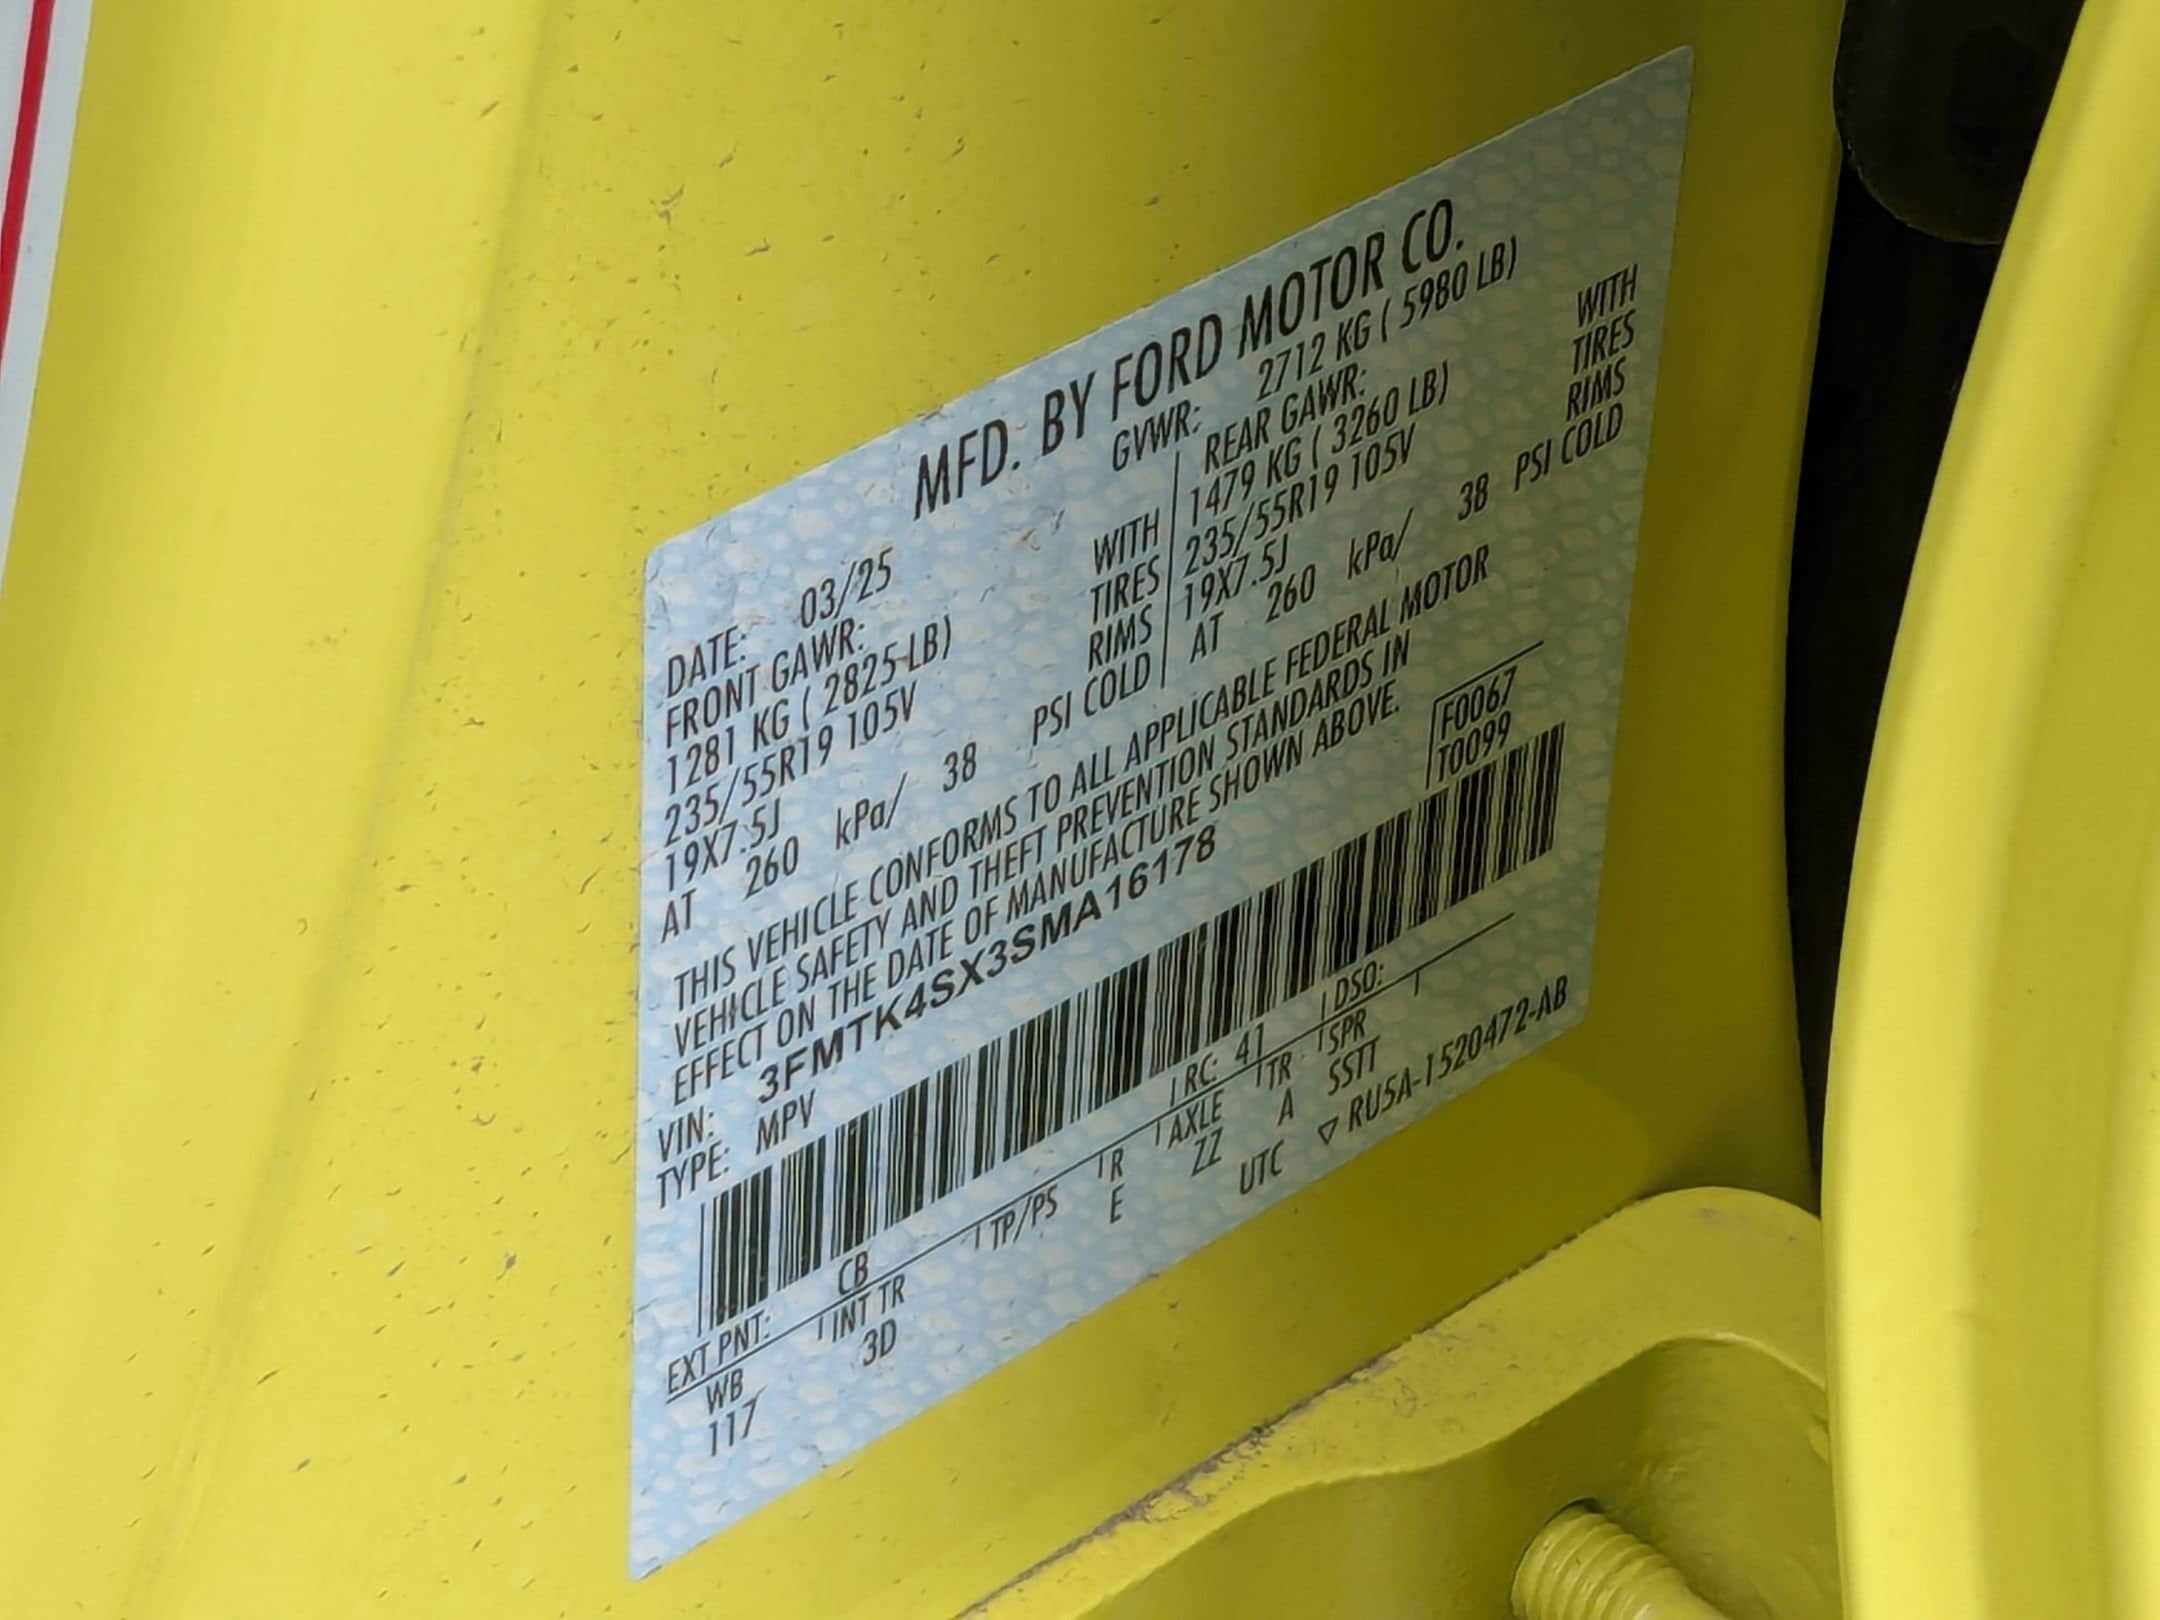 MFD. BY FORD MOTOR CO.
DATE: 03/25 GVWR: 2712 KG ( 5980 LB)
FRONT GAWR: REAR GAWR:
1281 KG ( 2825 LB) WITH 1479 KG ( 3260 LB) WITH
235/55R19 105V TIRES 235/55R19 105V TIRES
19X7.5J RIMS 19X7.5J RIMS
AT 260 kPa/ 38 PSI COLD AT 260 kPa/ 38 PSI COLD
THIS VEHICLE CONFORMS TO ALL APPLICABLE FEDERAL MOTOR
VEHICLE SAFETY AND THEFT PREVENTION STANDARDS IN
EFFECT ON THE DATE OF MANUFACTURE SHOWN ABOVE.
VIN: 3FMTK4SX3SMA16178 F0067
TYPE: MPV T0099
EXT PNT: CB RC: 41 DSO:
WB INT TR TP/PS R AXLE TR SPR
117 3D E ZZ A SSTT
UTC ▽ RU5A-1520472-AB